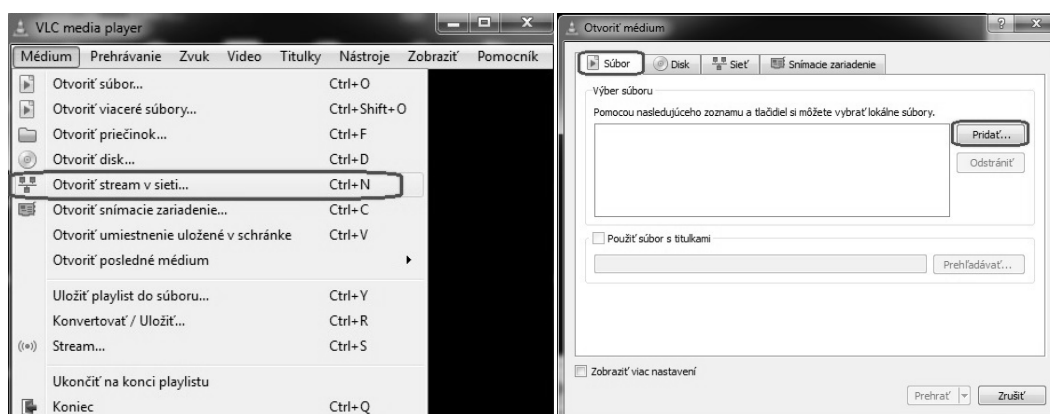 VLC media player
Médium Prehrávanie Zvuk Video Titulky Nástroje Zobraziť Pomocník
Otvoriť súbor... Ctrl+O
Otvoriť viaceré súbory... Ctrl+Shift+O
Otvoriť priečinok... Ctrl+F
Otvoriť disk... Ctrl+D
Otvoriť stream v sieti... Ctrl+N
Otvoriť snímacie zariadenie... Ctrl+C
Otvoriť umiestnenie uložené v schránke Ctrl+V
Otvoriť posledné médium
Uložiť playlist do súboru... Ctrl+Y
Konvertovať / Uložiť... Ctrl+R
Stream... Ctrl+S
Ukončiť na konci playlistu
Koniec Ctrl+Q
Otvoriť médium
Súbor Disk Sieť Snímacie zariadenie
Výber súboru
Pomocou nasledujúceho zoznamu a tlačidiel si môžete vybrať lokálne súbory.
Pridať...
Odstrániť
Použiť súbor s titulkami
Prehľadávať...
Zobraziť viac nastavení
Prehrať Zrušiť